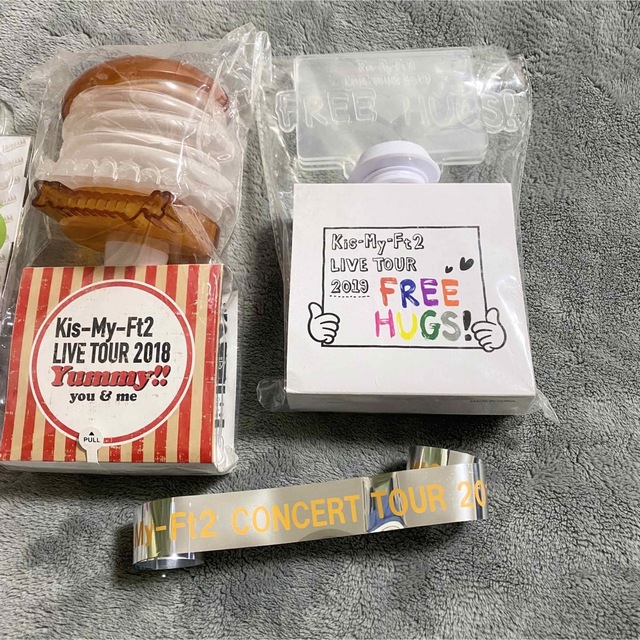 FREE HUGS!
Kis-My-Ft2
LIVE TOUR 2018
Yummy!!
you & me
PULL
Kis-My-Ft2
LIVE TOUR
2019 FREE
HUGS!
My-Ft2 CONCERT TOUR 20